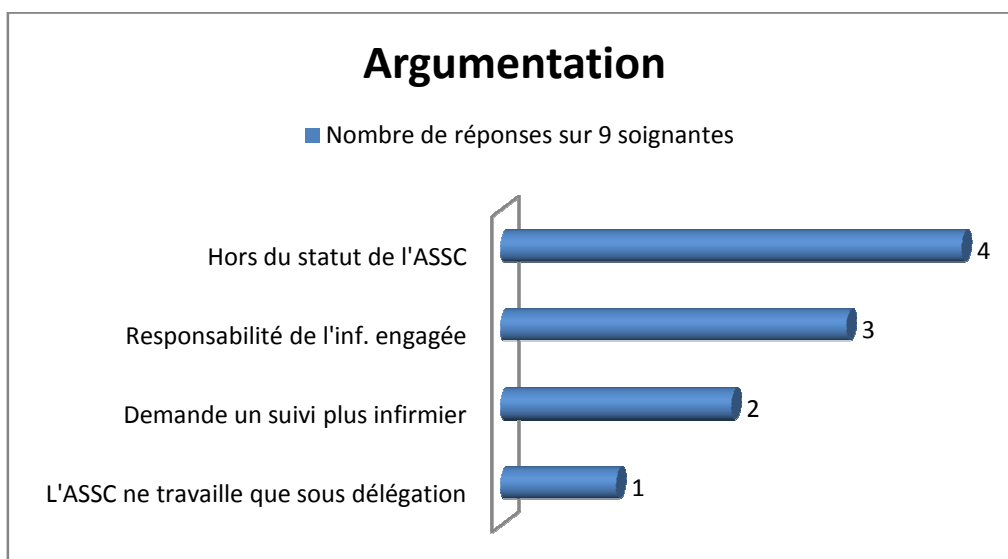 Argumentation
Nombre de réponses sur 9 soignantes
Hors du statut de l'ASSC 4
Responsabilité de l'inf. engagée 3
Demande un suivi plus infirmier 2
L'ASSC ne travaille que sous délégation 1